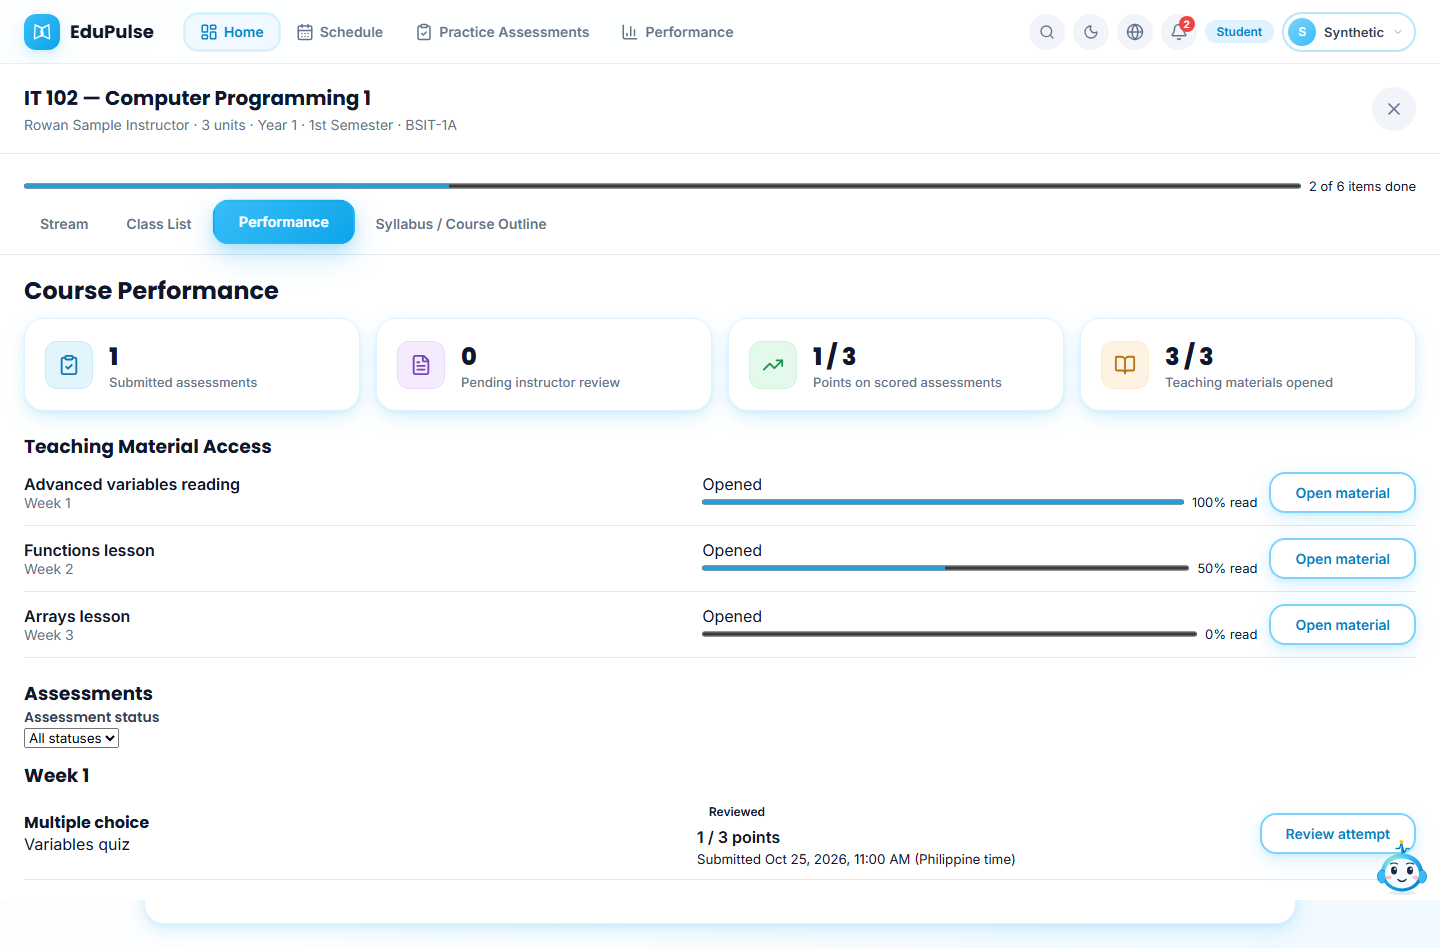 EduPulse
Home
Schedule
Practice Assessments
Performance
2
Student
S
Synthetic
IT 102 — Computer Programming 1
Rowan Sample Instructor · 3 units · Year 1 · 1st Semester · BSIT-1A
2 of 6 items done
Stream
Class List
Performance
Syllabus / Course Outline
Course Performance
1
Submitted assessments
0
Pending instructor review
1 / 3
Points on scored assessments
3 / 3
Teaching materials opened
Teaching Material Access
Advanced variables reading
Week 1
Opened
100% read
Open material
Functions lesson
Week 2
Opened
50% read
Open material
Arrays lesson
Week 3
Opened
0% read
Open material
Assessments
Assessment status
All statuses
Week 1
Multiple choice
Variables quiz
Reviewed
1 / 3 points
Submitted Oct 25, 2026, 11:00 AM (Philippine time)
Review attempt